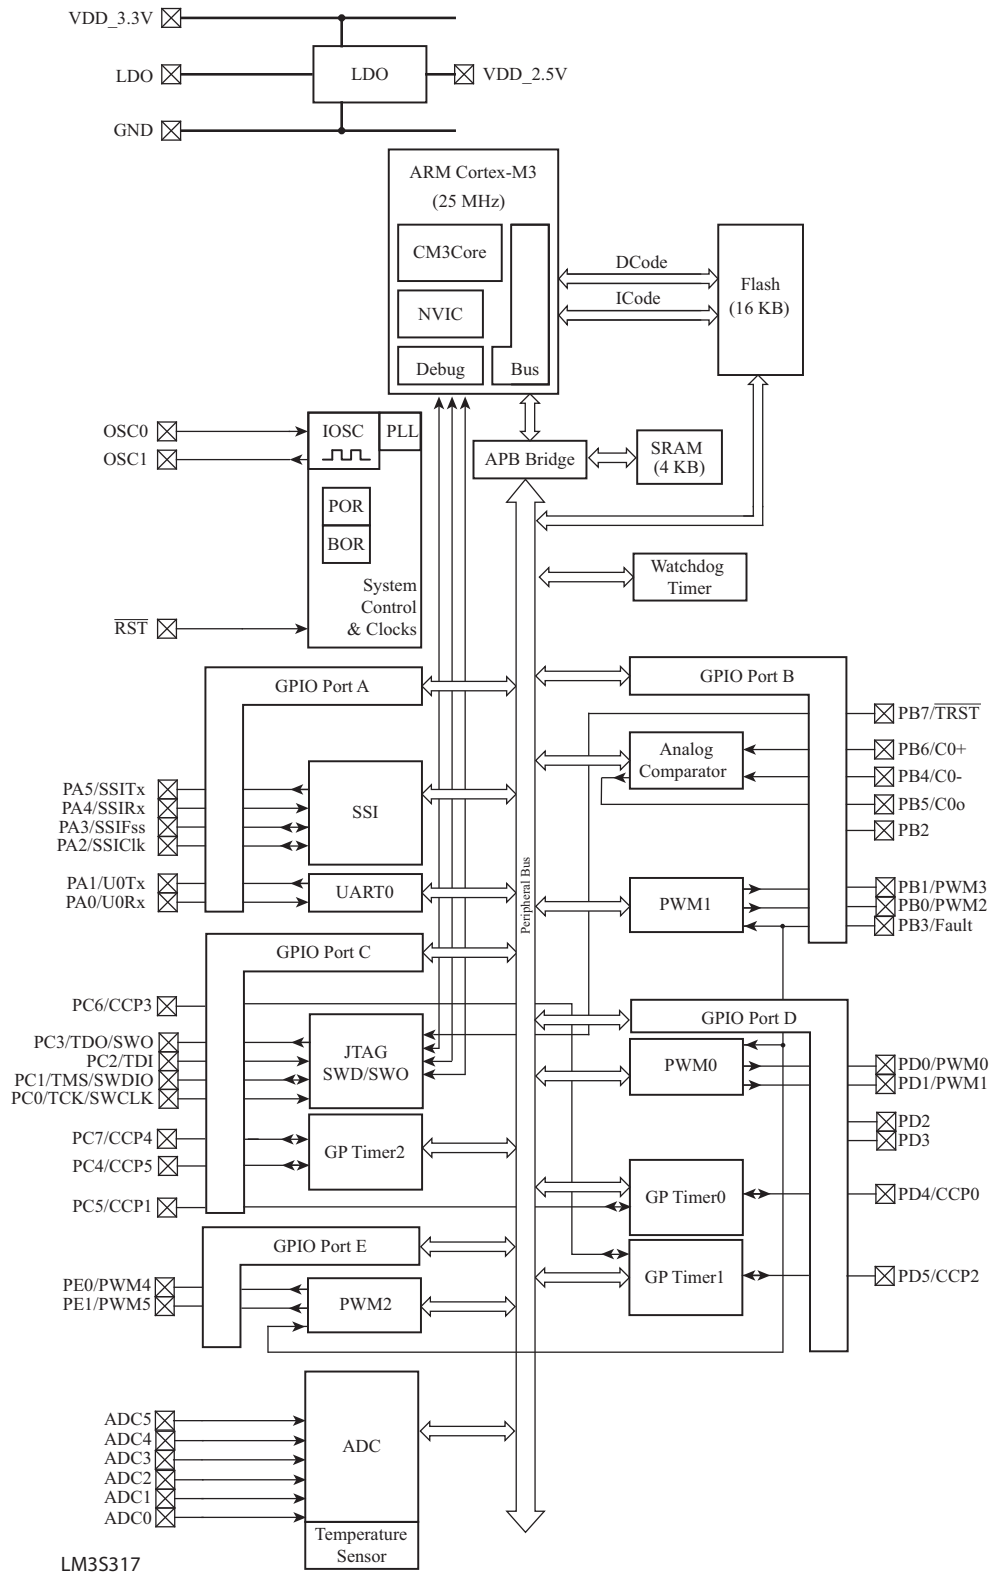 VDD_3.3V
LDO
LDO
VDD_2.5V
GND
ARM Cortex-M3
(25 MHz)
CM3Core
NVIC
Debug
Bus
DCode
ICode
Flash
(16 KB)
OSC0
OSC1
IOSC
PLL
POR
BOR
System
Control
& Clocks
RST
APB Bridge
SRAM
(4 KB)
Watchdog
Timer
Peripheral Bus
GPIO Port A
PA5/SSITx
PA4/SSIRx
PA3/SSIFss
PA2/SSIClk
SSI
PA1/U0Tx
PA0/U0Rx
UART0
GPIO Port B
PB7/TRST
Analog
Comparator
PB6/C0+
PB4/C0-
PB5/C0o
PB2
PWM1
PB1/PWM3
PB0/PWM2
PB3/Fault
GPIO Port C
PC6/CCP3
PC3/TDO/SWO
PC2/TDI
PC1/TMS/SWDIO
PC0/TCK/SWCLK
JTAG
SWD/SWO
PC7/CCP4
PC4/CCP5
GP Timer2
PC5/CCP1
GPIO Port D
PWM0
PD0/PWM0
PD1/PWM1
PD2
PD3
GP Timer0
PD4/CCP0
GP Timer1
PD5/CCP2
GPIO Port E
PE0/PWM4
PE1/PWM5
PWM2
ADC5
ADC4
ADC3
ADC2
ADC1
ADC0
ADC
Temperature
Sensor
LM3S317